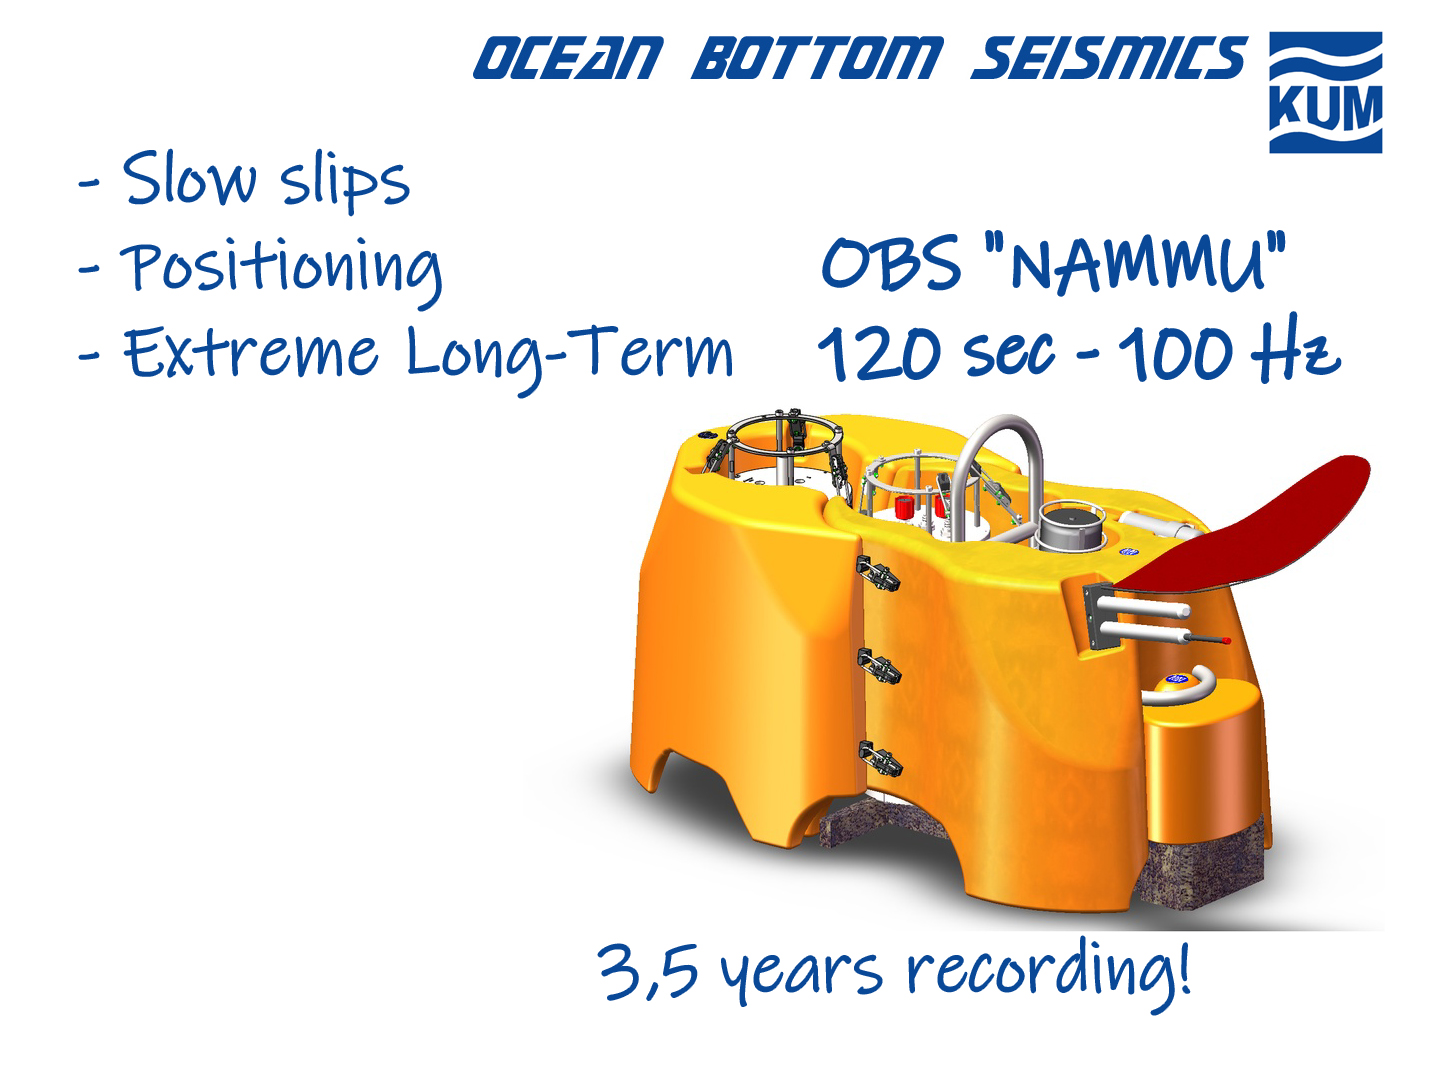 OCEAN BOTTOM SEISMICS
KUM
- Slow slips
- Positioning
- Extreme Long-Term
OBS "NAMMU"
120 sec - 100 Hz
3,5 years recording!